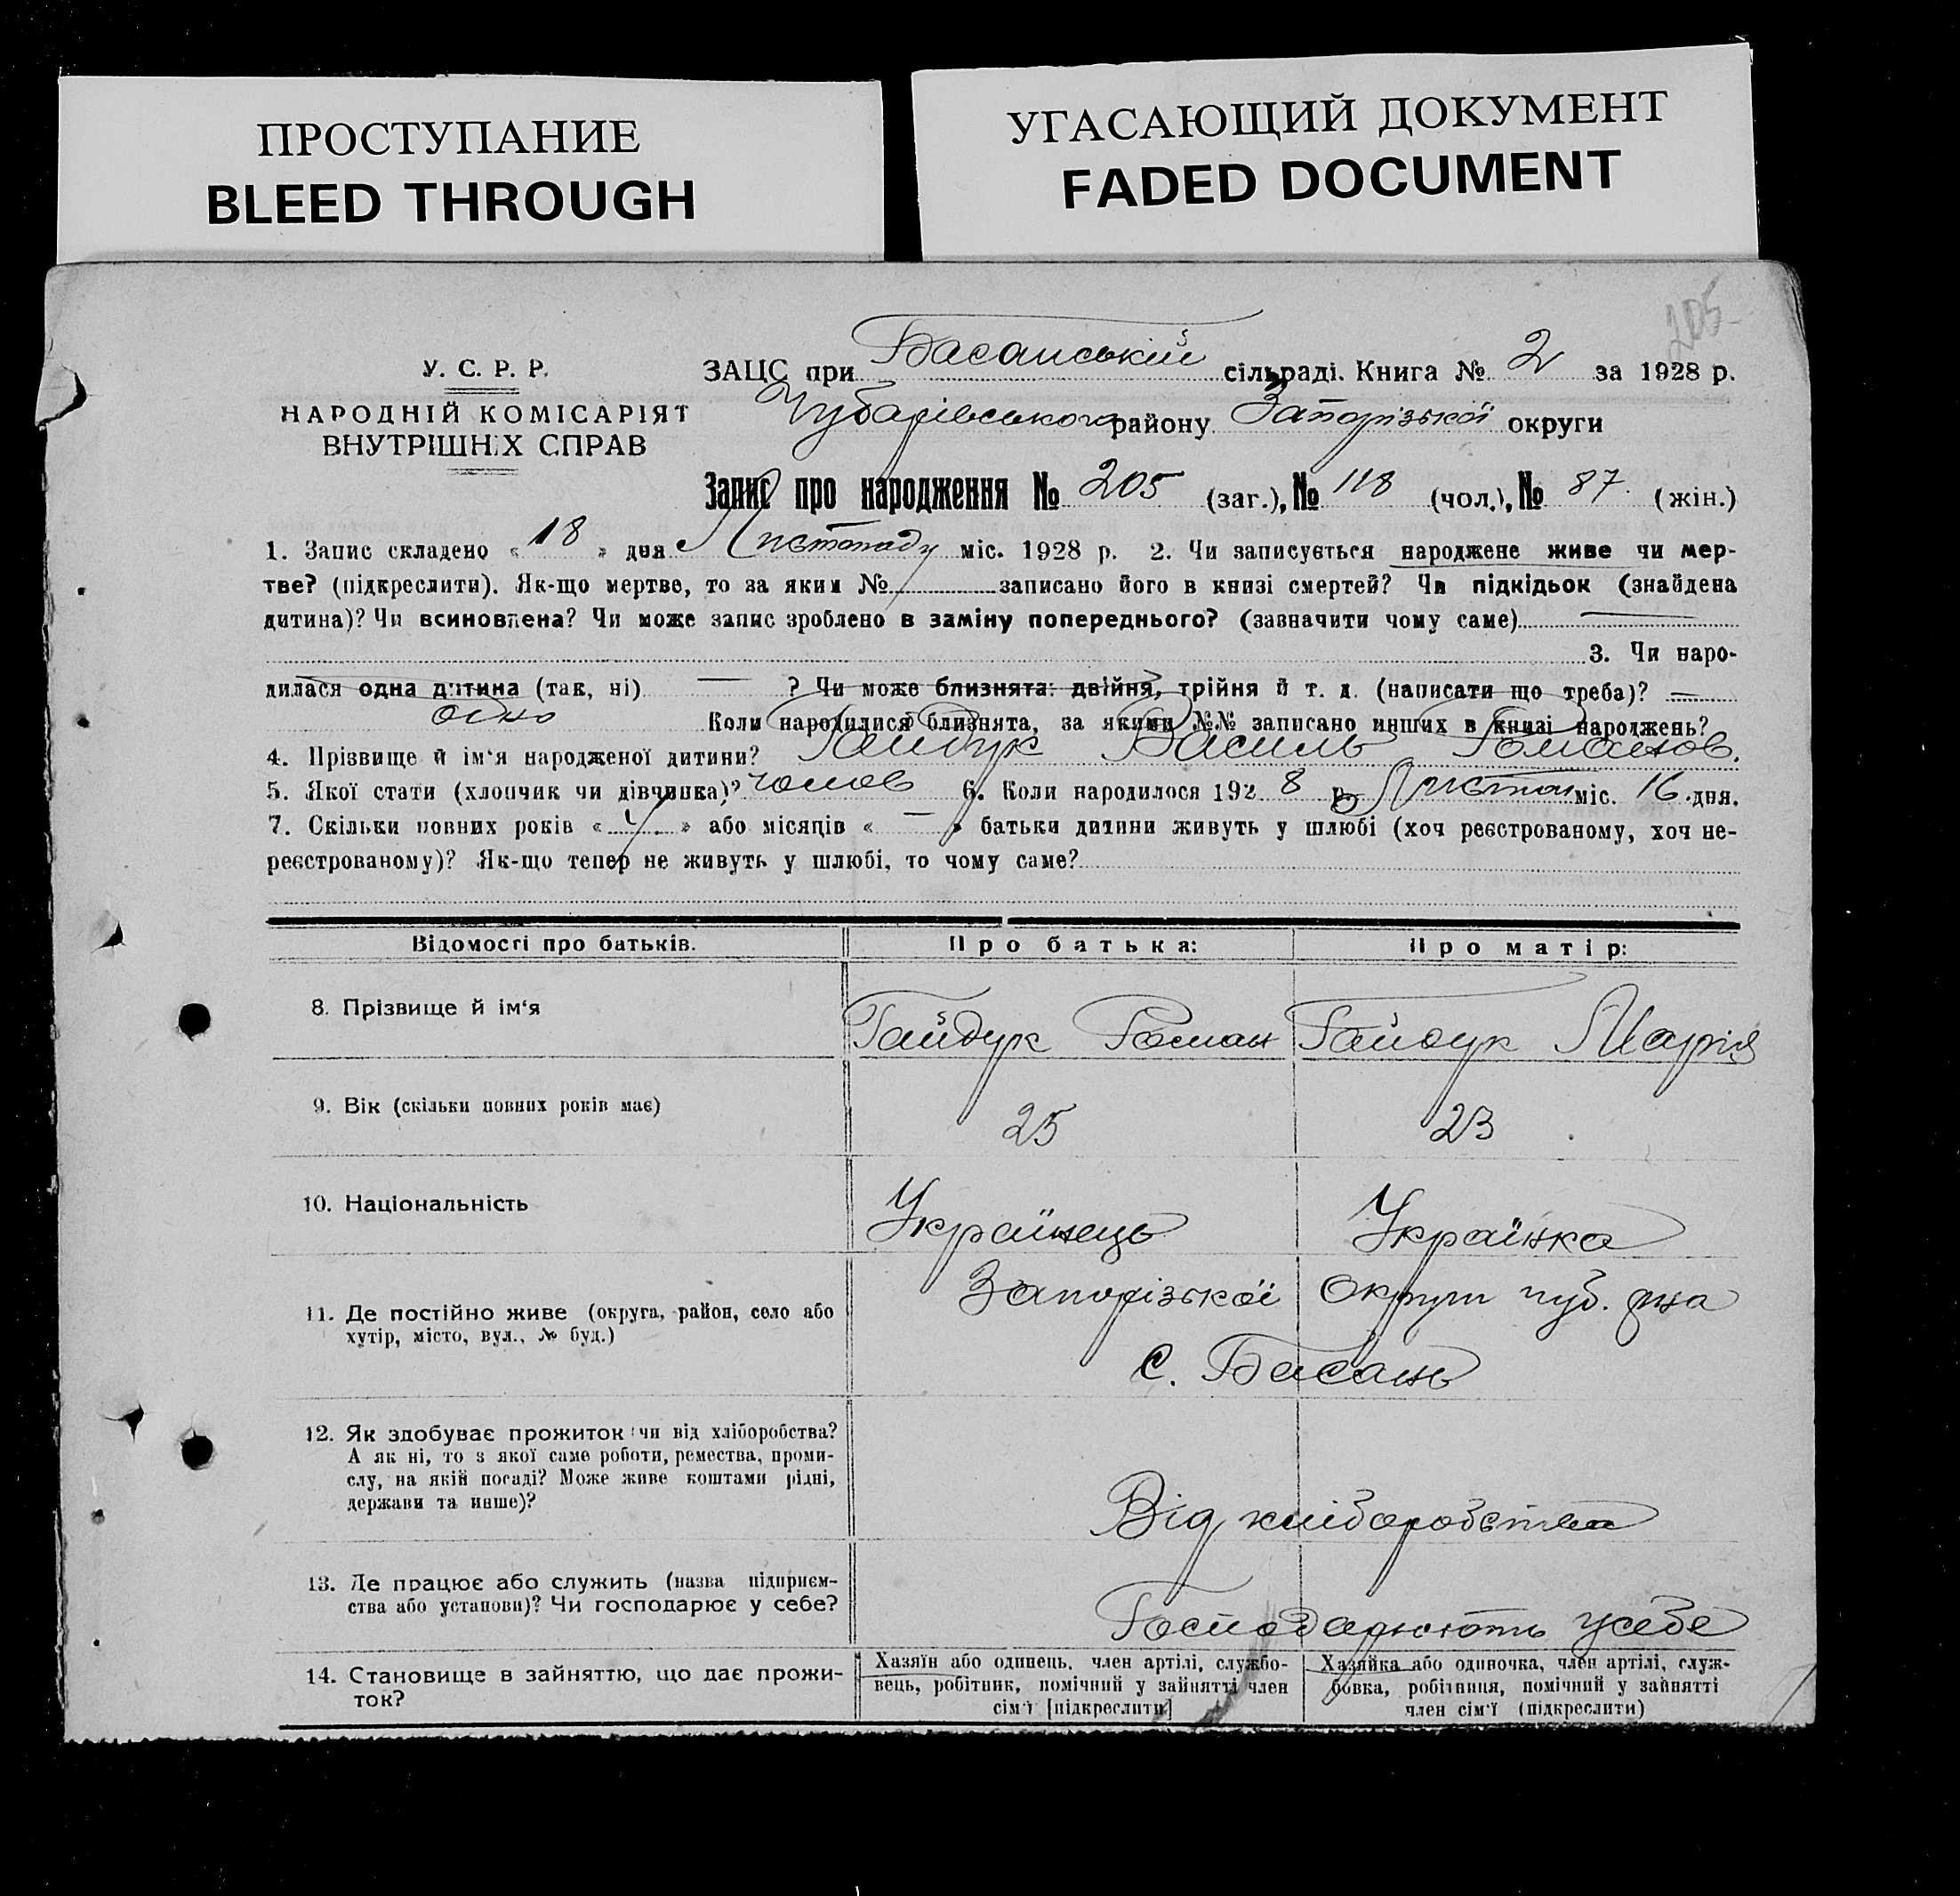 ПРОСТУПАНИЕ
BLEED THROUGH
УГАСАЮЩИЙ ДОКУМЕНТ
FADED DOCUMENT
205
У. С. Р. Р.
НАРОДНІЙ КОМІСАРІЯТ
ВНУТРІШНІХ СПРАВ
ЗАЦС при Басанській сільраді. Книга № 2 за 1928 р.
Чубарівського району Запорізької округи
Запис про народження № 205 (заг.), № 118 (чол.), № 87 (жін.)
1. Запис складено « 18 » дня Листопаду міс. 1928 р. 2. Чи записується народжене живе чи мер-
тве? (підкреслити). Як-що мертве, то за яким № записано його в книзі смертей? Чи підкідьок (знайдена
дитина)? Чи всиновлена? Чи може запис зроблено в заміну попереднього? (зазначити чому саме)
3. Чи наро-
дилася одна дитина (так, ні) — ? Чи може близнята: двійня, трійня й т. д. (написати що треба)? —
одно Коли народилися близнята, за якими №№ записано инших в книзі народжень?
4. Прізвище й ім'я народженої дитини? Гайдук Василь Романов.
5. Якої стати (хлопчик чи дівчинка)? чолов 6. Коли народилося 192 8 р. Листоп міс. 16 дня.
7. Скільки повних років « 4 » або місяців « — » батьки дитини живуть у шлюбі (хоч реєстрованому, хоч не-
реєстрованому)? Як-що тепер не живуть у шлюбі, то чому саме?
Відомості про батьків. Про батька: Про матір:
8. Прізвище й ім'я Гайдук Роман Гайдук Марія
9. Вік (скільки повних років має) 25 23
10. Національність Українець Українка
11. Де постійно живе (округа, район, село або
хутір, місто, вул., № буд.)
Запорізької Округи чуб. р-на
с. Басань
12. Як здобуває прожиток: чи від хліборобства?
А як ні, то з якої саме роботи, ремества, проми-
слу, на якій посаді? Може живе коштами рідні,
держави та инше)?
Від хліборобства
13. Де працює або служить (назва підприєм-
ства або установи)? Чи господарює у себе?
Господарюють усебе
14. Становище в зайняттю, що дає прожи-
ток?
Хазяїн або одинець, член артілі, службо-
вець, робітник, помічний у зайнятті член
сім'ї [підкреслити]
Хазяйка або одиночка, член артілі, служ-
бовка, робітниця, помічний у зайнятті
член сім'ї (підкреслити)